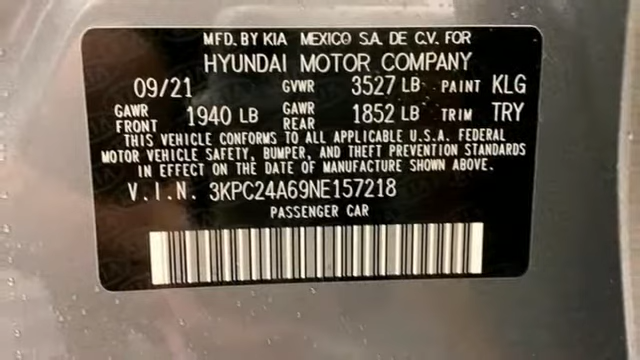 MFD. BY KIA MEXICO S.A. DE C.V. FOR
HYUNDAI MOTOR COMPANY
09/21 GVWR 3527 LB PAINT KLG
GAWR FRONT 1940 LB GAWR REAR 1852 LB TRIM TRY
THIS VEHICLE CONFORMS TO ALL APPLICABLE U.S.A. FEDERAL
MOTOR VEHICLE SAFETY, BUMPER, AND THEFT PREVENTION STANDARDS
IN EFFECT ON THE DATE OF MANUFACTURE SHOWN ABOVE.
V.I.N. 3KPC24A69NE157218
PASSENGER CAR